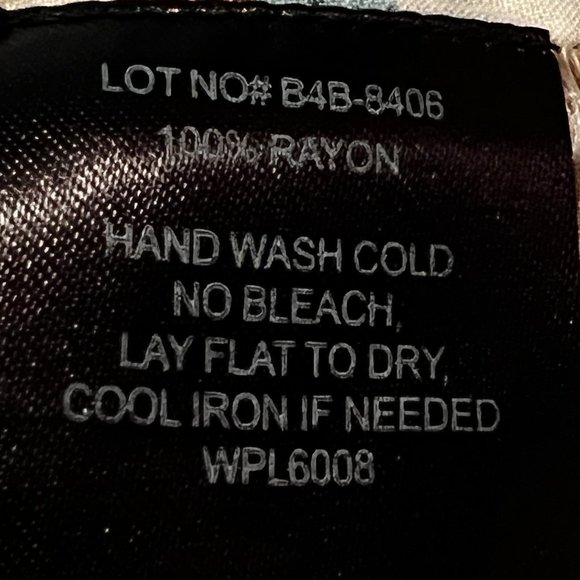 LOT NO# B4B-8406
100% RAYON
HAND WASH COLD
NO BLEACH,
LAY FLAT TO DRY,
COOL IRON IF NEEDED
WPL6008